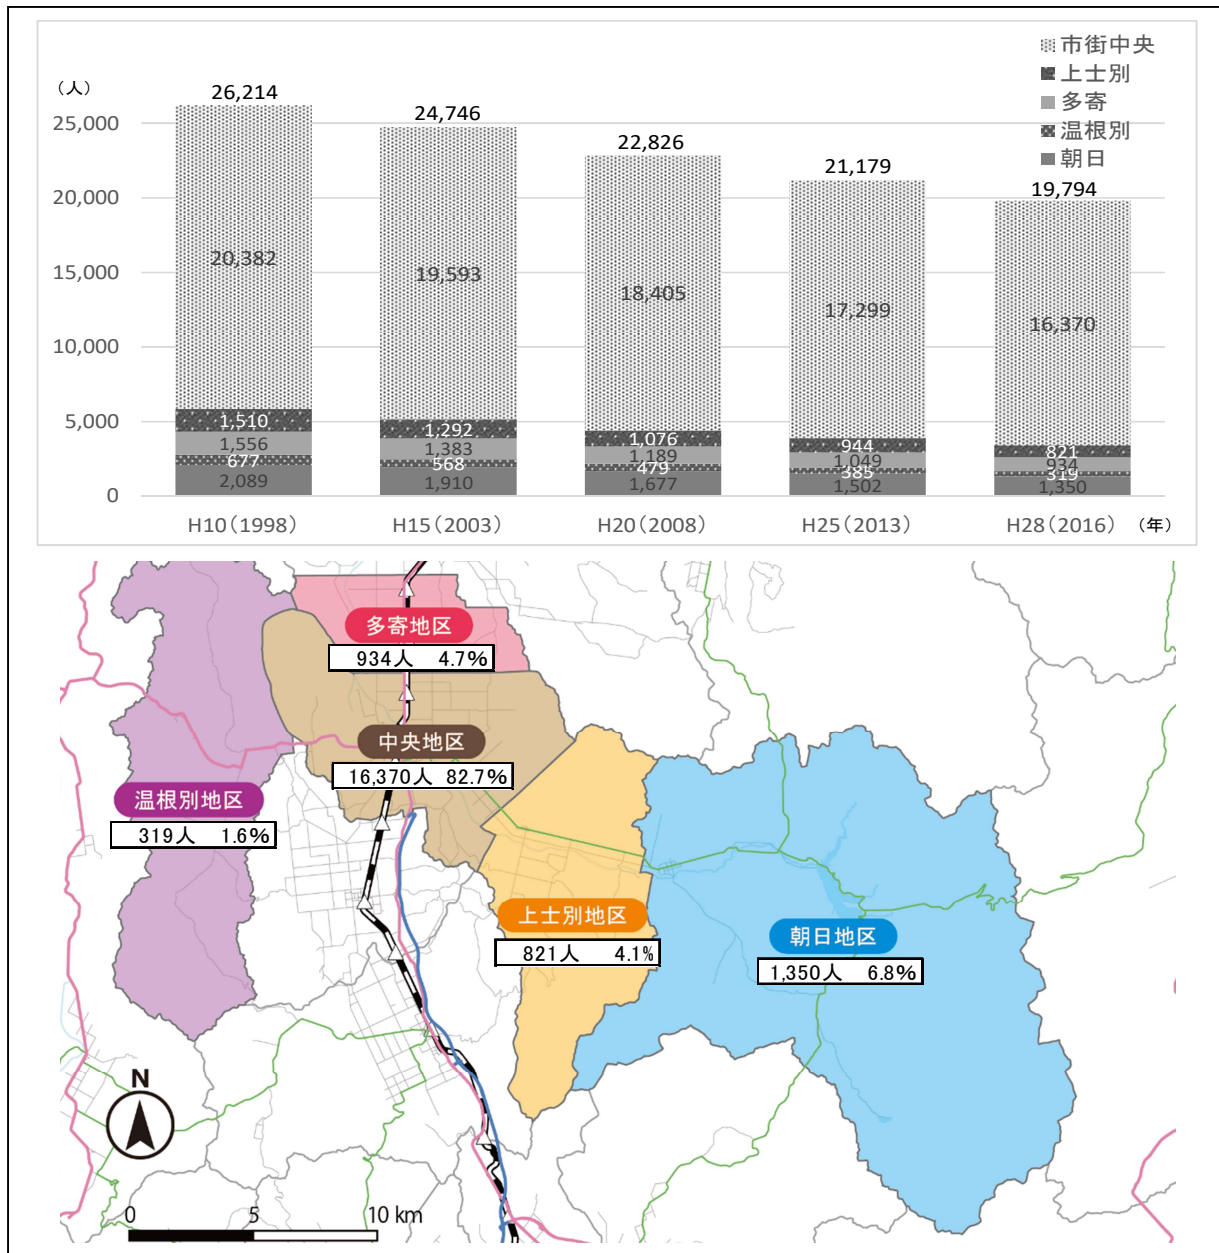 市街中央
上士別
多寄
温根別
朝日
（人）
26,214
24,746
22,826
21,179
19,794
25,000
20,000
15,000
10,000
5,000
0
20,382
19,593
18,405
17,299
16,370
1,510
1,292
1,076
944
821
1,556
1,383
1,189
1,049
934
677
568
479
385
319
2,089
1,910
1,677
1,502
1,350
H10（1998） H15（2003） H20（2008） H25（2013） H28（2016） （年）
多寄地区
934人 4.7%
中央地区
16,370人 82.7%
温根別地区
319人 1.6%
上士別地区
821人 4.1%
朝日地区
1,350人 6.8%
N
0 5 10 km